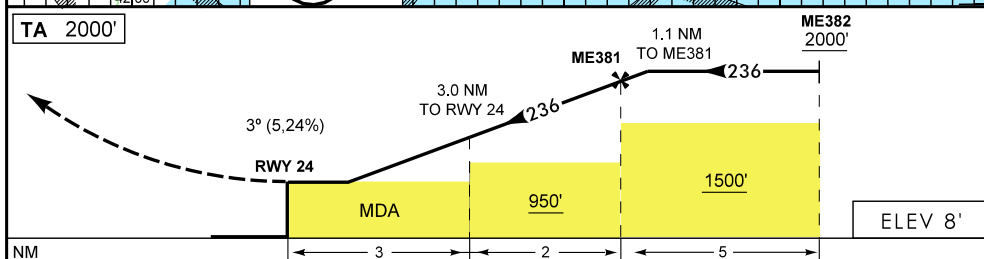 TA 2000'
ME382
2000'
1.1 NM
TO ME381
ME381
236
3.0 NM
TO RWY 24
236
3º (5,24%)
RWY 24
MDA
950'
1500'
ELEV 8'
NM
3
2
5